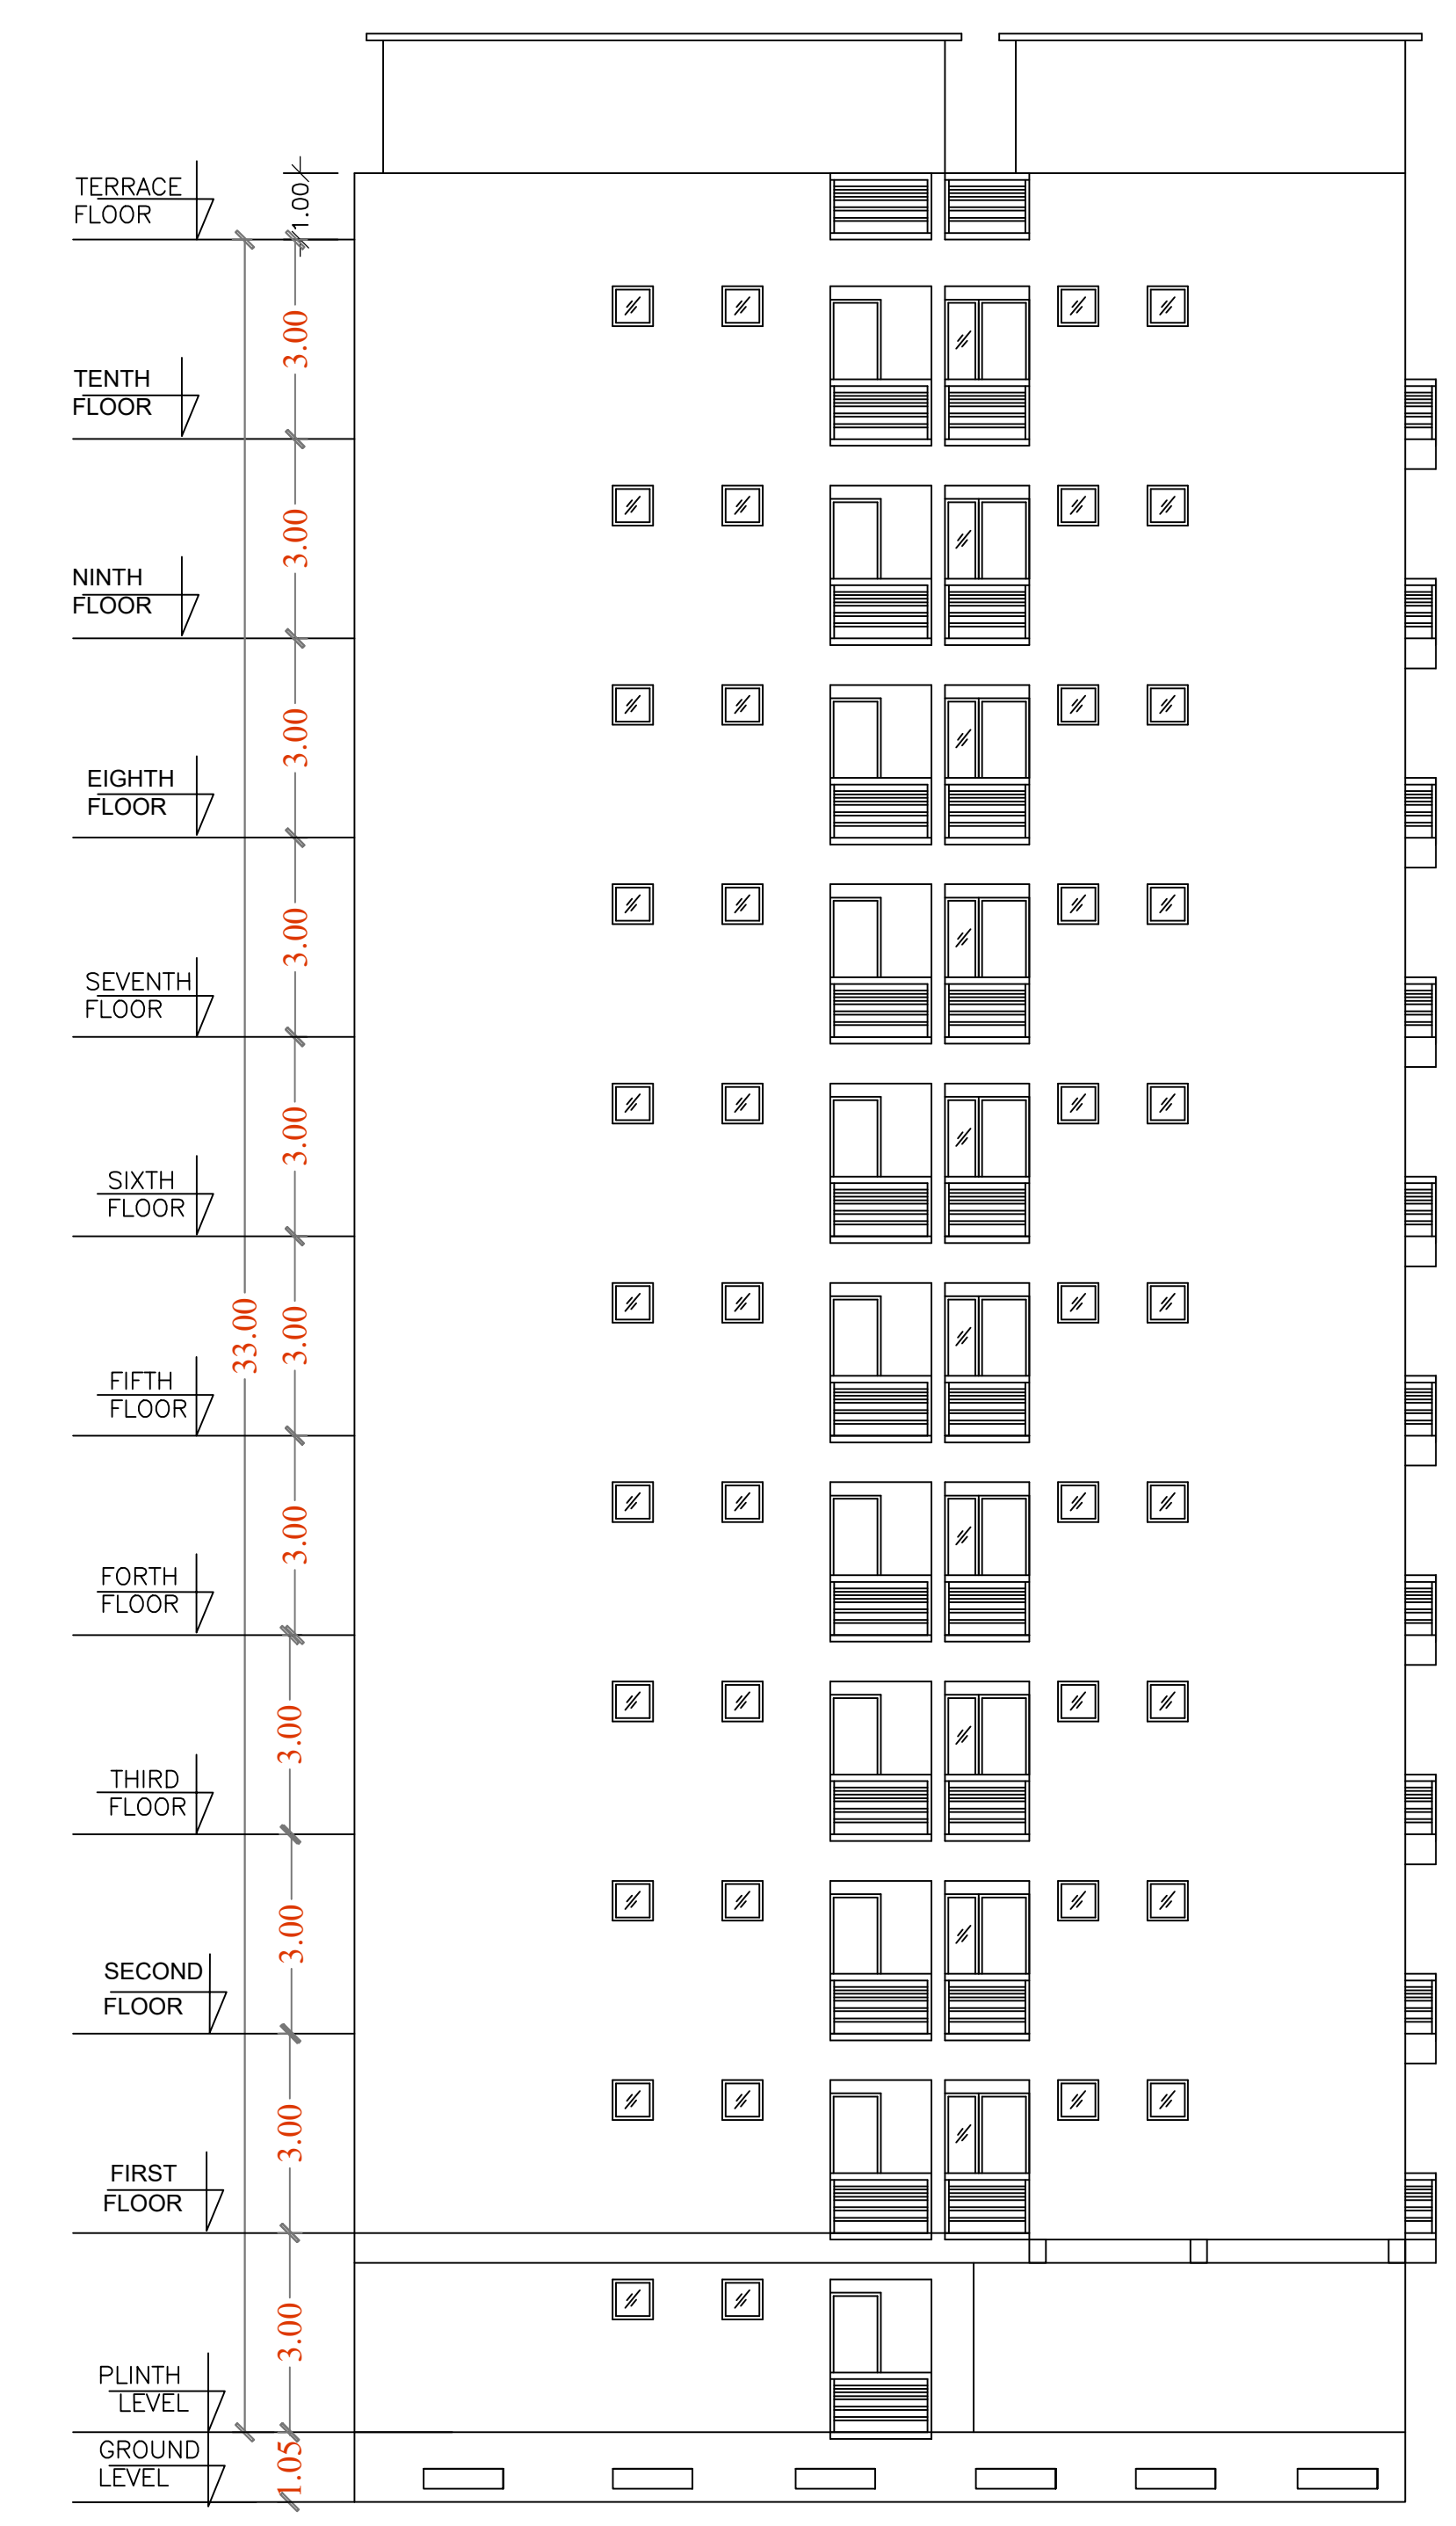 TERRACE
FLOOR
1.00
3.00
TENTH
FLOOR
3.00
NINTH
FLOOR
3.00
EIGHTH
FLOOR
3.00
SEVENTH
FLOOR
3.00
SIXTH
FLOOR
33.00
3.00
FIFTH
FLOOR
3.00
FORTH
FLOOR
3.00
THIRD
FLOOR
3.00
SECOND
FLOOR
3.00
FIRST
FLOOR
3.00
PLINTH
LEVEL
GROUND
LEVEL
1.05